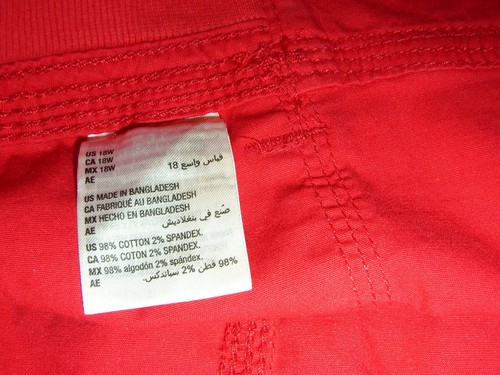 US 18W
CA 18W
MX 18W
AE قياس واسع 18
US MADE IN BANGLADESH
CA FABRIQUÉ AU BANGLADESH
MX HECHO EN BANGLADESH
AE صُنع في بنغلاديش
US 98% COTTON 2% SPANDEX.
CA 98% COTON 2% SPANDEX.
MX 98% algodón 2% spándex.
AE 98% قطن 2% سباندكس.